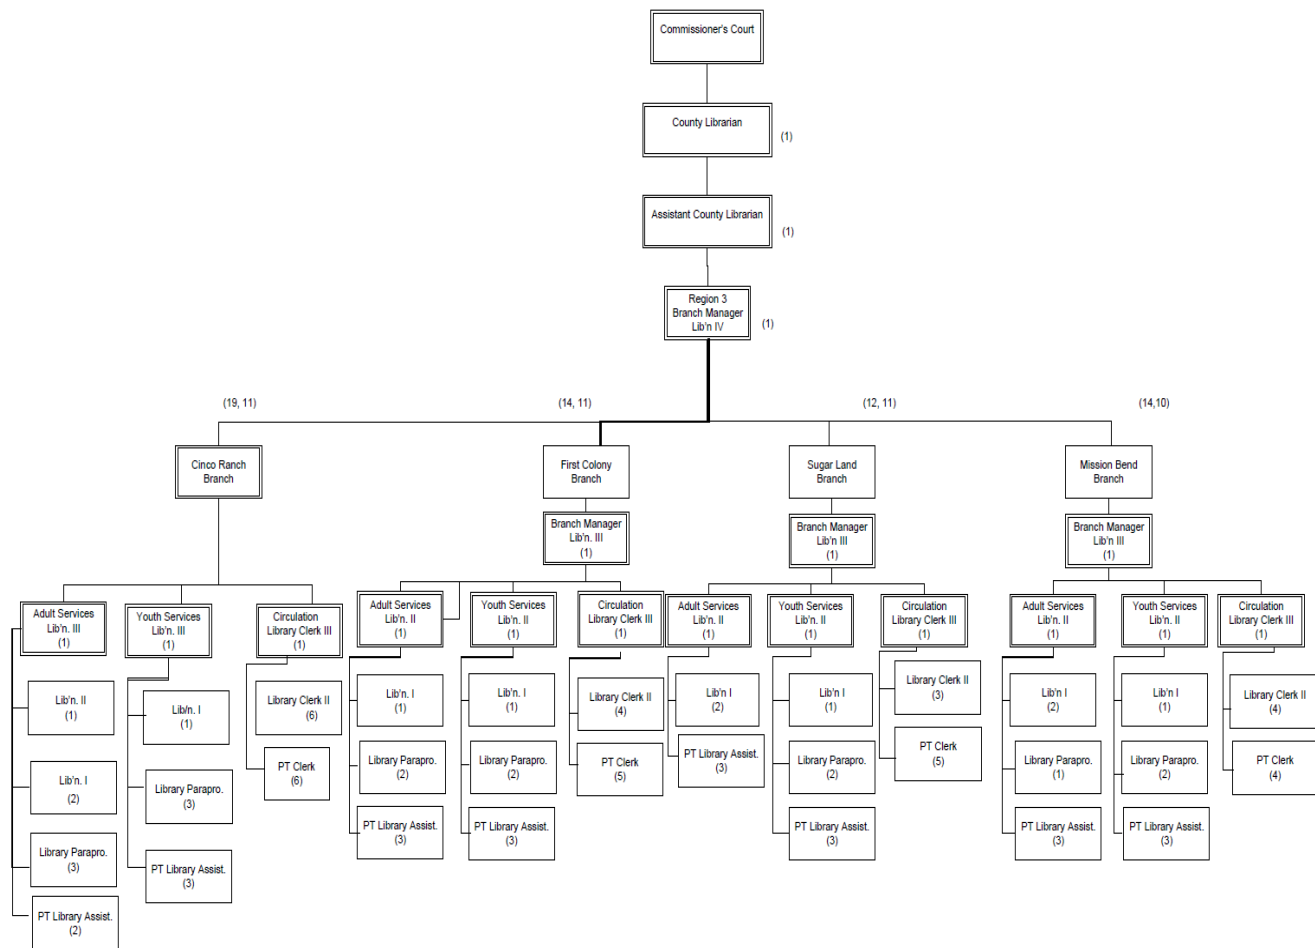 Commissioner's Court
County Librarian
(1)
Assistant County Librarian
(1)
Region 3
Branch Manager
Lib'n IV
(1)
(19, 11)
(14, 11)
(12, 11)
(14,10)
Cinco Ranch
Branch
First Colony
Branch
Sugar Land
Branch
Mission Bend
Branch
Branch Manager
Lib'n. III
(1)
Branch Manager
Lib'n III
(1)
Branch Manager
Lib'n III
(1)
Adult Services
Lib'n. III
(1)
Youth Services
Lib'n. III
(1)
Circulation
Library Clerk III
(1)
Adult Services
Lib'n. II
(1)
Youth Services
Lib'n. II
(1)
Circulation
Library Clerk III
(1)
Adult Services
Lib'n. II
(1)
Youth Services
Lib'n. II
(1)
Circulation
Library Clerk III
(1)
Adult Services
Lib'n. II
(1)
Youth Services
Lib'n. II
(1)
Circulation
Library Clerk III
(1)
Lib'n. II
(1)
Lib'n. I
(2)
Library Parapro.
(3)
PT Library Assist.
(2)
Lib/n. I
(1)
Library Parapro.
(3)
PT Library Assist.
(3)
Library Clerk II
(6)
PT Clerk
(6)
Lib'n. I
(1)
Library Parapro.
(2)
PT Library Assist.
(3)
Lib'n. I
(1)
Library Parapro.
(2)
PT Library Assist.
(3)
Library Clerk II
(4)
PT Clerk
(5)
Lib'n I
(2)
PT Library Assist.
(3)
Lib'n I
(1)
Library Parapro.
(2)
PT Library Assist.
(3)
Library Clerk II
(3)
PT Clerk
(5)
Lib'n I
(2)
Library Parapro.
(1)
PT Library Assist.
(3)
Lib'n I
(1)
Library Parapro.
(2)
PT Library Assist.
(3)
Library Clerk II
(4)
PT Clerk
(4)